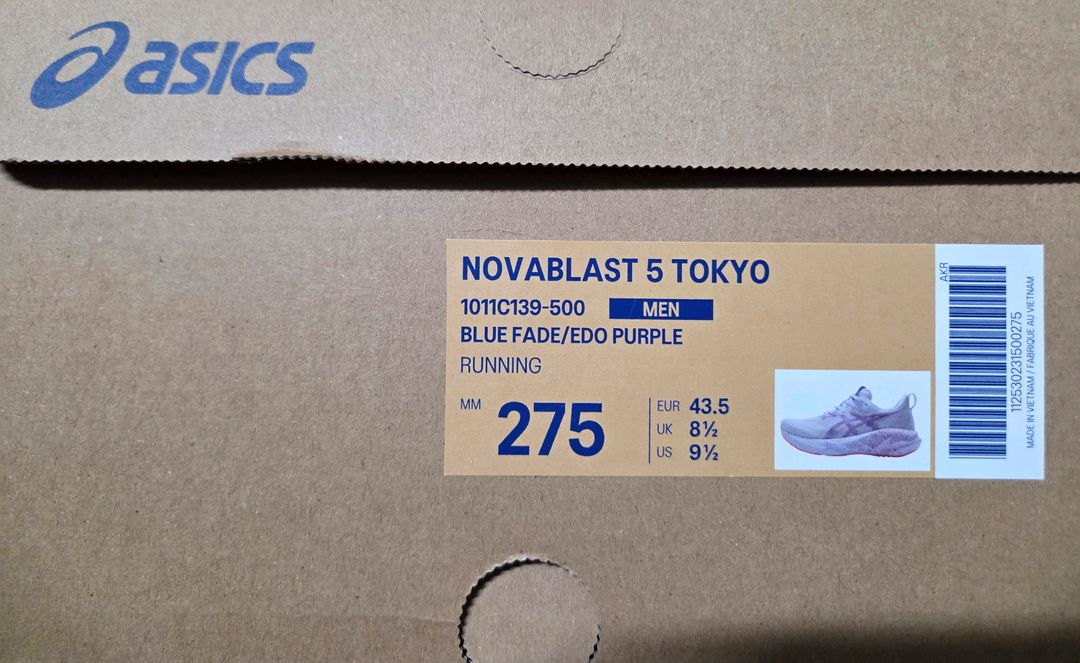 asics
NOVABLAST 5 TOKYO
1011C139-500 MEN
BLUE FADE/EDO PURPLE
RUNNING
MM 275
EUR 43.5
UK 8½
US 9½
AKR
112530231500275
MADE IN VIETNAM / FABRIQUE AU VIETNAM